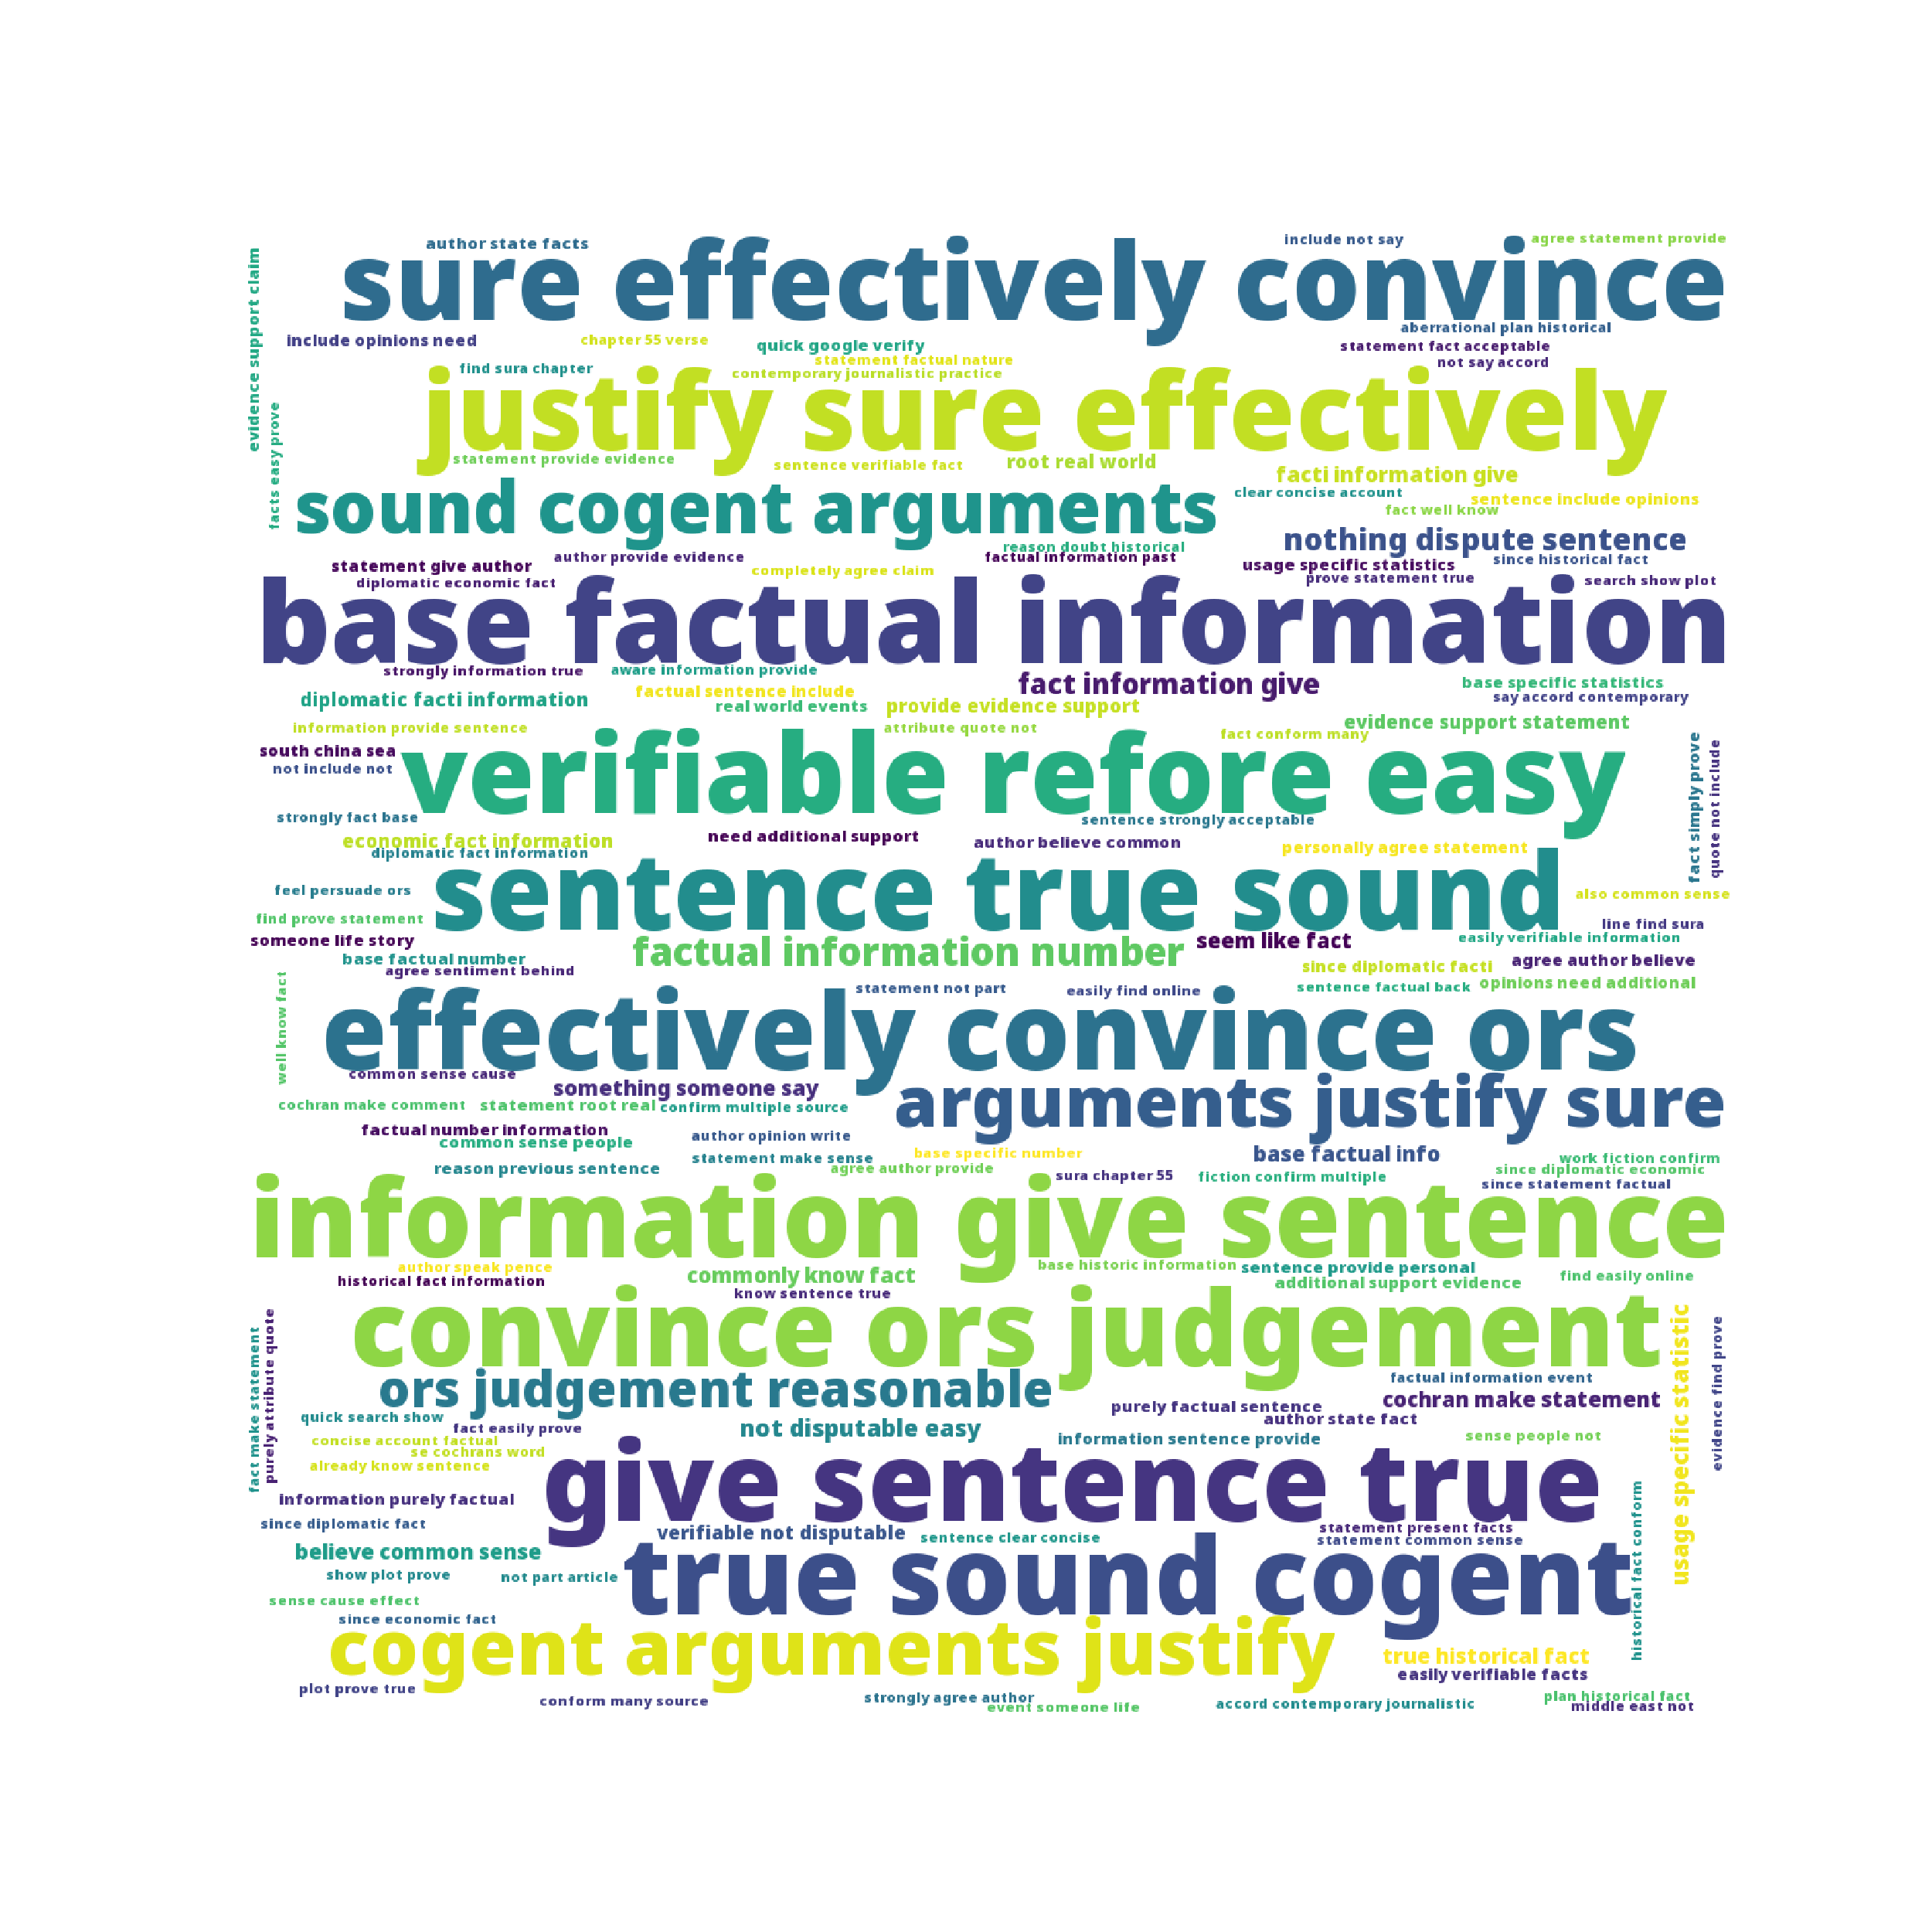 author state facts
include not say
agree statement provide
sure effectively convince
evidence support claim
aberrational plan historical
include opinions need
chapter 55 verse
quick google verify
statement fact acceptable
statement factual nature
not say accord
find sura chapter
contemporary journalistic practice
justify sure effectively
facts easy prove
statement provide evidence
sentence verifiable fact
root real world
facti information give
sound cogent arguments
clear concise account
sentence include opinions
fact well know
nothing dispute sentence
reason doubt historical
author provide evidence
factual information past
since historical fact
statement give author
usage specific statistics
completely agree claim
prove statement true
diplomatic economic fact
search show plot
base factual information
strongly information true
aware information provide
fact information give
base specific statistics
diplomatic facti information
factual sentence include
say accord contemporary
real world events
provide evidence support
information provide sentence
attribute quote not
evidence support statement
fact conform many
south china sea
not include not
verifiable refore easy
fact simply prove
quote not include
strongly fact base
sentence strongly acceptable
economic fact information
need additional support
author believe common
personally agree statement
diplomatic fact information
feel persuade ors
sentence true sound
also common sense
find prove statement
line find sura
someone life story
factual information number
seem like fact
easily verifiable information
base factual number
agree sentiment behind
since diplomatic facti
agree author believe
well know fact
statement not part
easily find online
sentence factual back
opinions need additional
effectively convince ors
common sense cause
something someone say
arguments justify sure
cochran make comment
statement root real
confirm multiple source
factual number information
common sense people
author opinion write
base specific number
base factual info
work fiction confirm
reason previous sentence
statement make sense
agree author provide
sura chapter 55
fiction confirm multiple
since diplomatic economic
since statement factual
information give sentence
author speak pence
historical fact information
commonly know fact
base historic information
sentence provide personal
additional support evidence
find easily online
know sentence true
convince ors judgement
fact make statement
purely attribute quote
usage specific statistic
evidence find prove
ors judgement reasonable
factual information event
cochran make statement
purely factual sentence
quick search show
fact easily prove
not disputable easy
author state fact
concise account factual
se cochrans word
information sentence provide
sense people not
already know sentence
give sentence true
information purely factual
since diplomatic fact
verifiable not disputable
sentence clear concise
statement present facts
statement common sense
historical fact conform
believe common sense
show plot prove
not part article
true sound cogent
sense cause effect
since economic fact
cogent arguments justify
true historical fact
easily verifiable facts
plot prove true
conform many source
strongly agree author
event someone life
accord contemporary journalistic
plan historical fact
middle east not